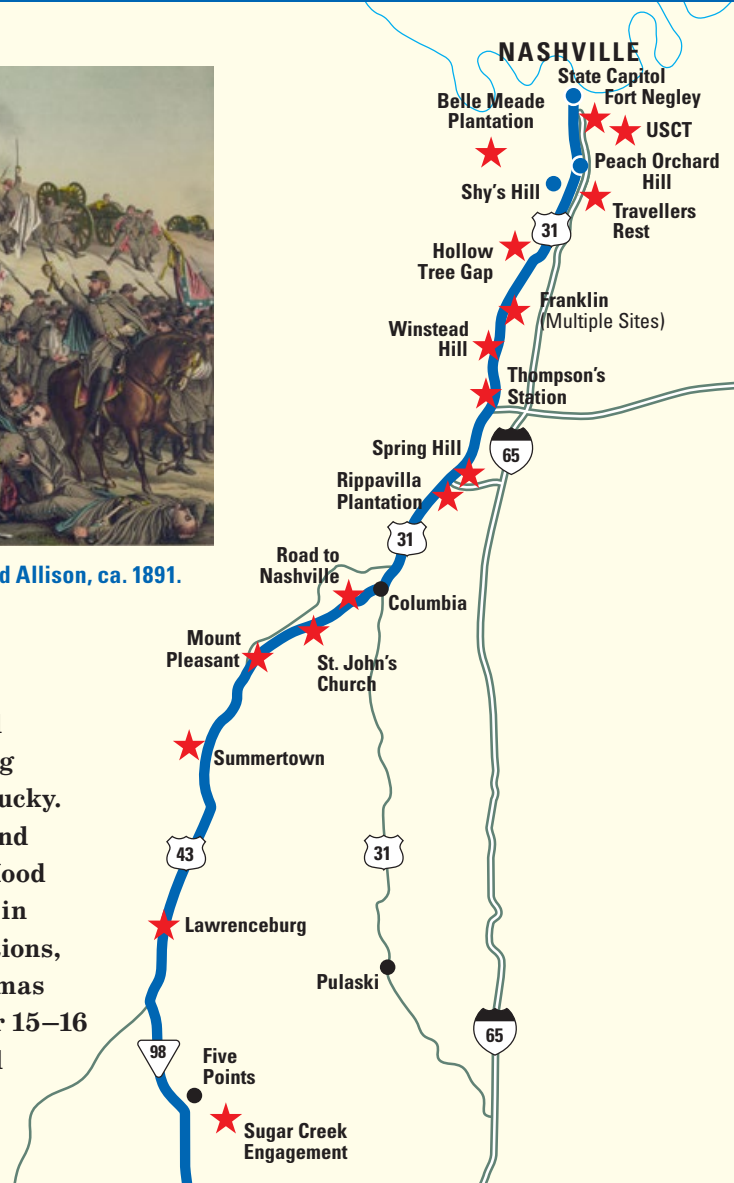 NASHVILLE
State Capitol
Fort Negley
Belle Meade
Plantation
USCT
Peach Orchard
Hill
Shy's Hill
Travellers
Rest
31
Hollow
Tree Gap
Franklin
(Multiple Sites)
Winstead
Hill
Thompson's
Station
Spring Hill
65
Rippavilla
Plantation
31
Road to
Nashville
d Allison, ca. 1891.
Columbia
Mount
Pleasant
St. John's
Church
Summertown
g
ucky.
nd
ood
in
ions,
mas
r 15–16
43
31
Lawrenceburg
Pulaski
65
98
Five
Points
Sugar Creek
Engagement